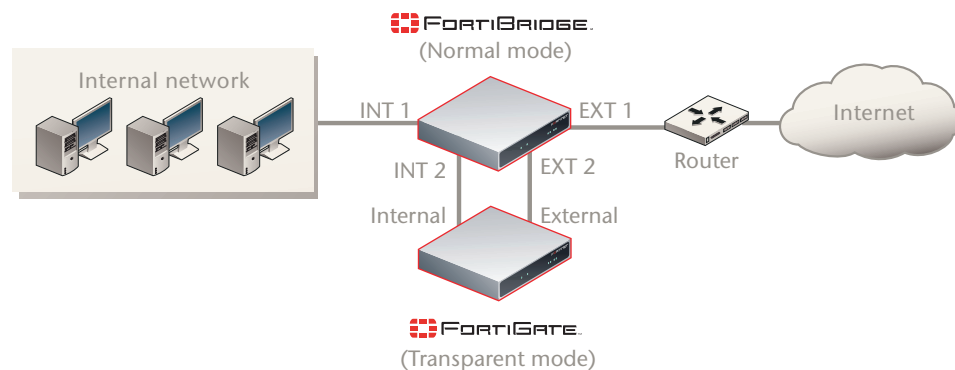 FORTIBRIDGE
(Normal mode)
Internal network
INT 1
EXT 1
Internet
Router
INT 2
EXT 2
Internal
External
FORTIGATE
(Transparent mode)